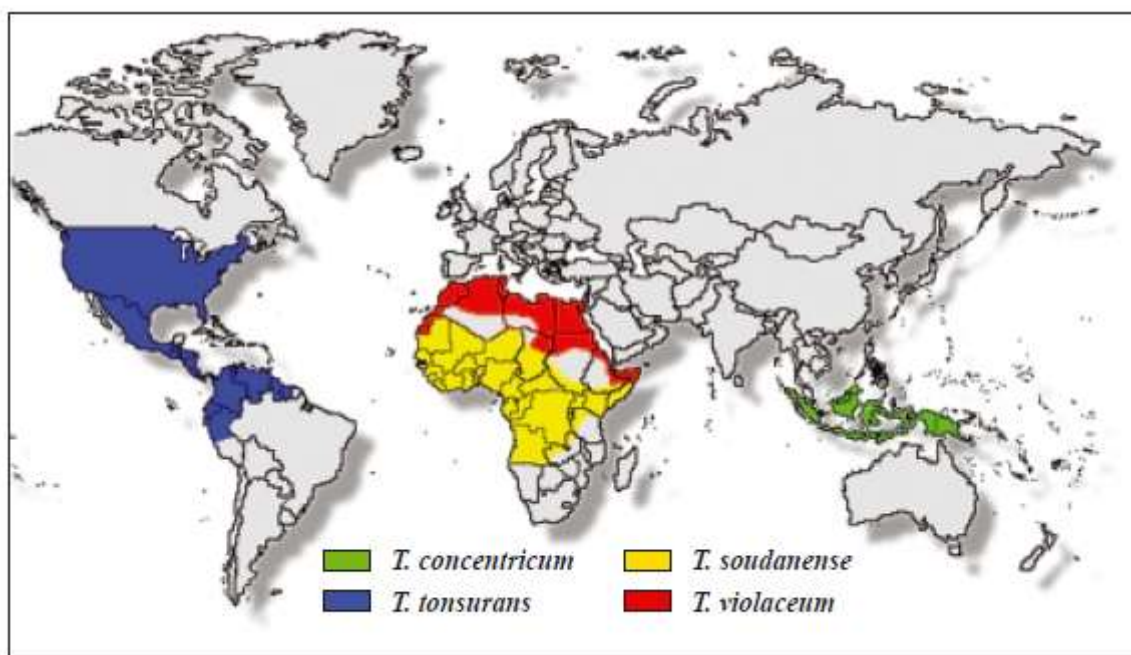 T. concentricum
T. soudanense
T. tonsurans
T. violaceum